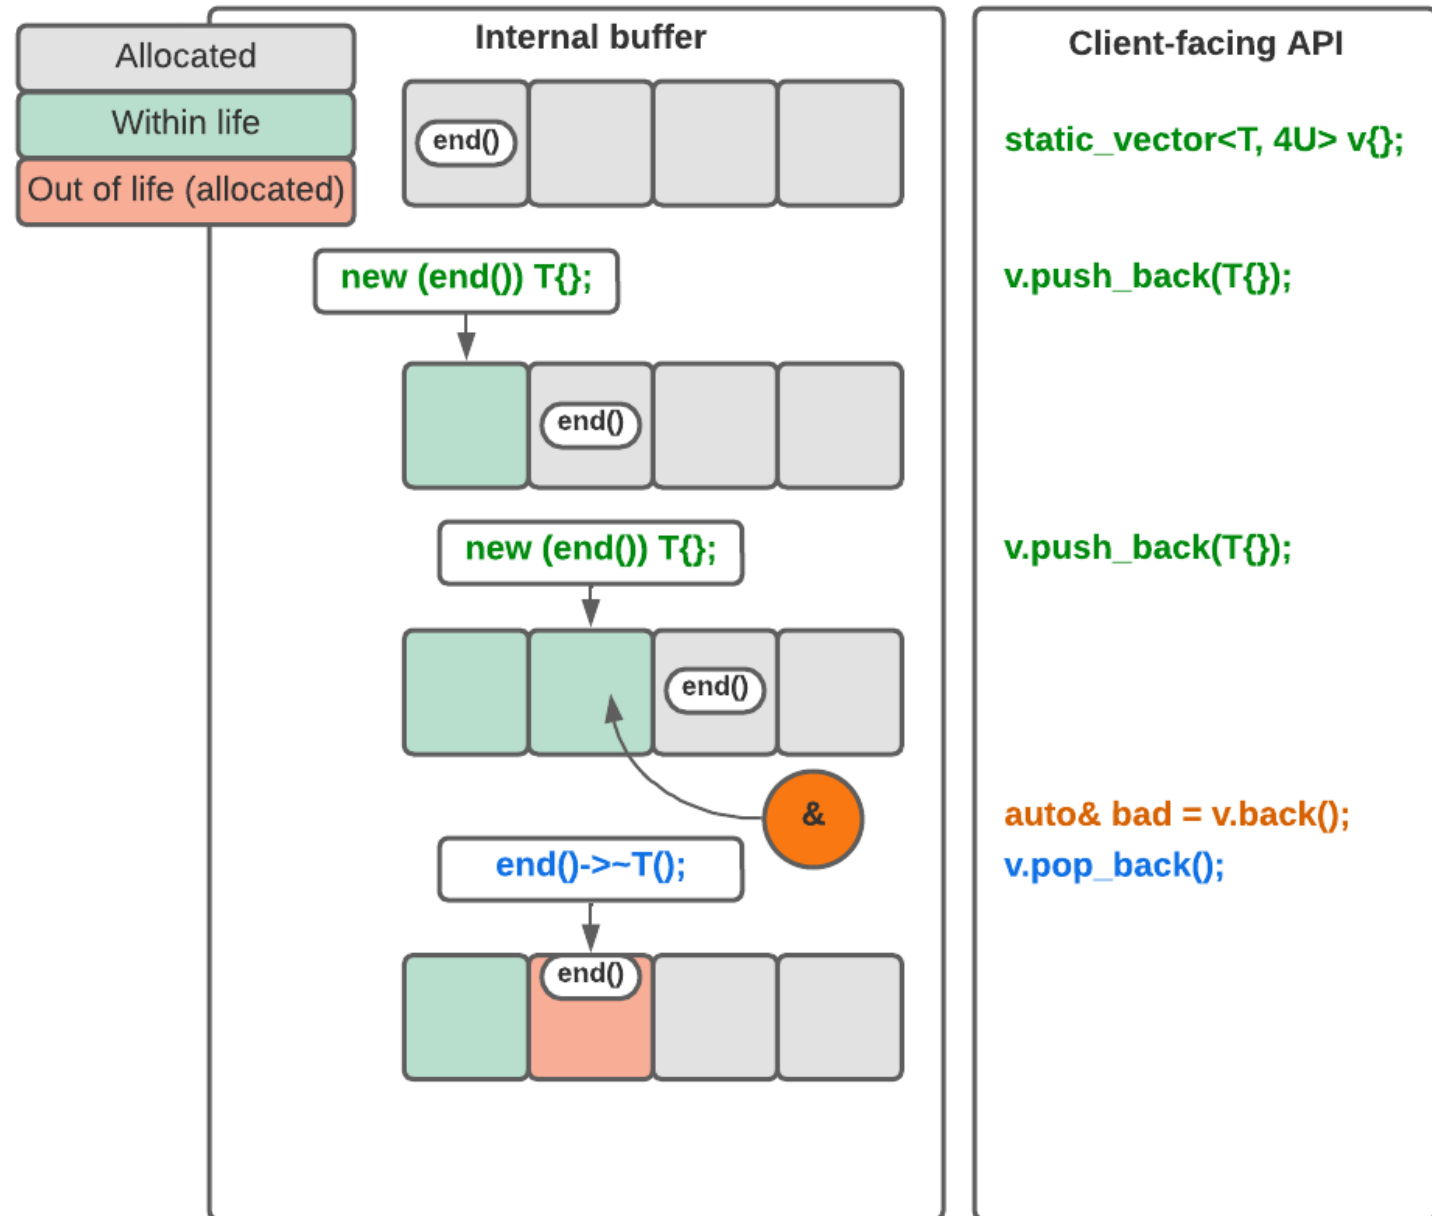 Internal buffer
Client-facing API
Allocated
Within life
Out of life (allocated)
end()
static_vector<T, 4U> v{};
new (end()) T{};
v.push_back(T{});
end()
new (end()) T{};
v.push_back(T{});
end()
&
auto& bad = v.back();
end()->~T();
v.pop_back();
end()